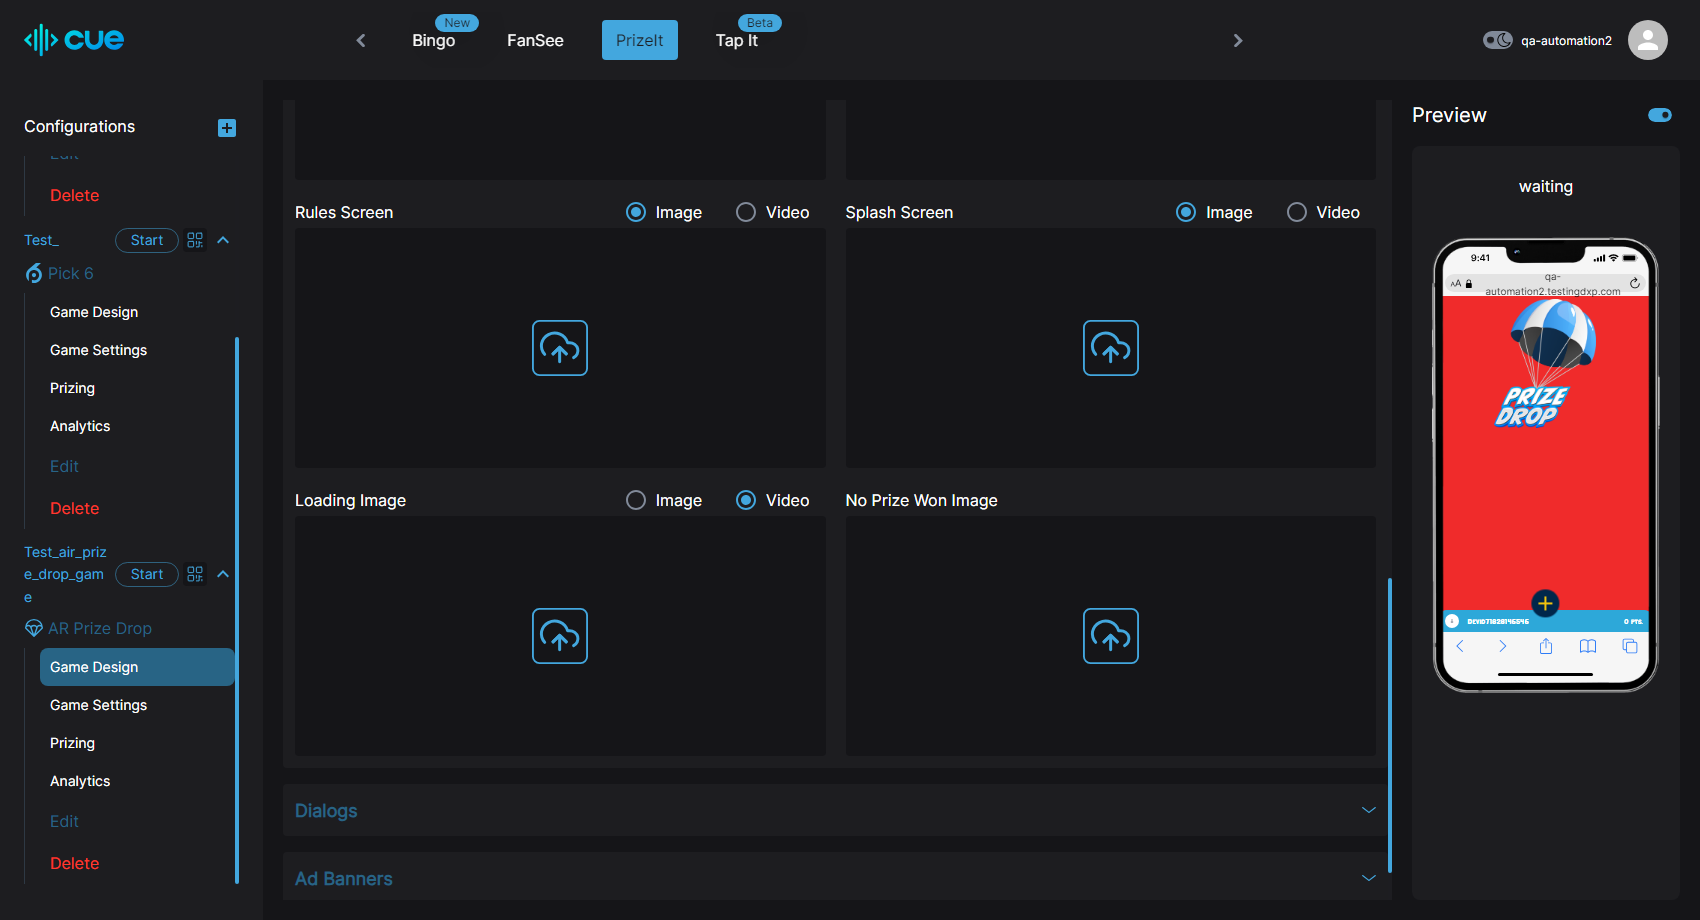 cue
New
Bingo
FanSee
PrizeIt
Beta
Tap It
qa-automation2
Configurations
Edit
Delete
Test_
Start
Pick 6
Game Design
Game Settings
Prizing
Analytics
Edit
Delete
Test_air_priz
e_drop_gam
e
Start
AR Prize Drop
Game Design
Game Settings
Prizing
Analytics
Edit
Delete
Rules Screen
Image
Video
Splash Screen
Image
Video
Loading Image
Image
Video
No Prize Won Image
Dialogs
Ad Banners
Preview
waiting
9:41
AA
qa-
automation2.testingdxp.com
PRIZE
DROP
0 PTS.